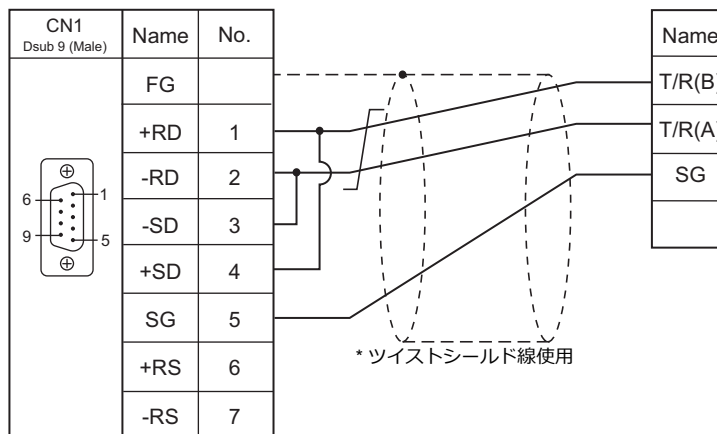 CN1
Dsub 9 (Male)
Name
No.
FG
+RD
1
-RD
2
-SD
3
+SD
4
SG
5
+RS
6
-RS
7
6
1
9
5
* ツイストシールド線使用
Name
T/R(B)
T/R(A)
SG